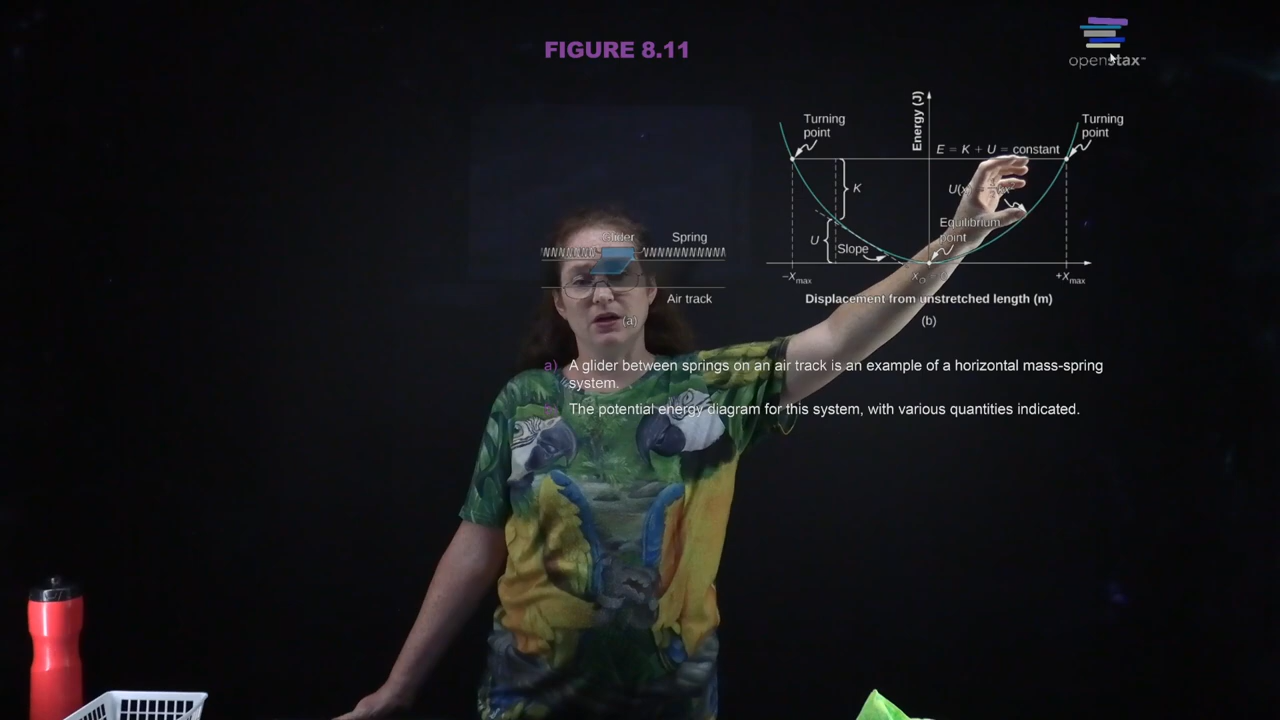 FIGURE 8.11
openstax
Glider
Spring
Air track
(a)
Energy (J)
Turning point
Turning point
E = K + U = constant
K
U
Slope
Equilibrium point
–Xmax
+Xmax
Displacement from unstretched length (m)
(b)
a) A glider between springs on an air track is an example of a horizontal mass-spring
system.
The potential energy diagram for this system, with various quantities indicated.